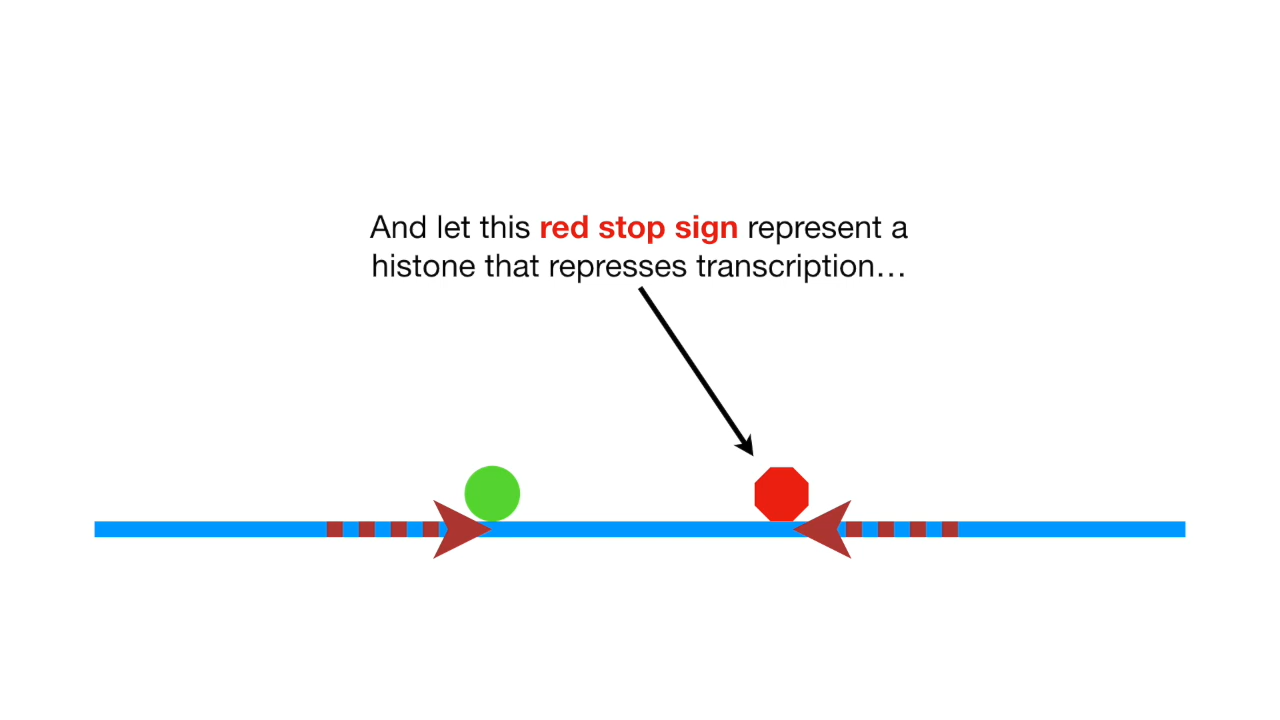 And let this red stop sign represent a
histone that represses transcription…